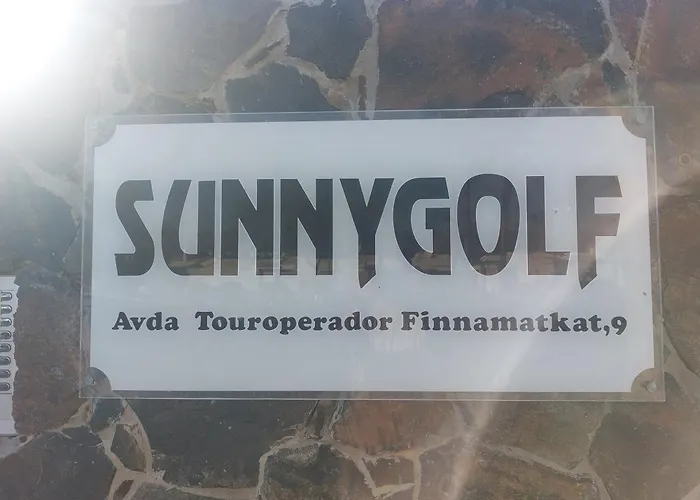 SUNNYGOLF
Avda Touroperador Finnamatkat,9